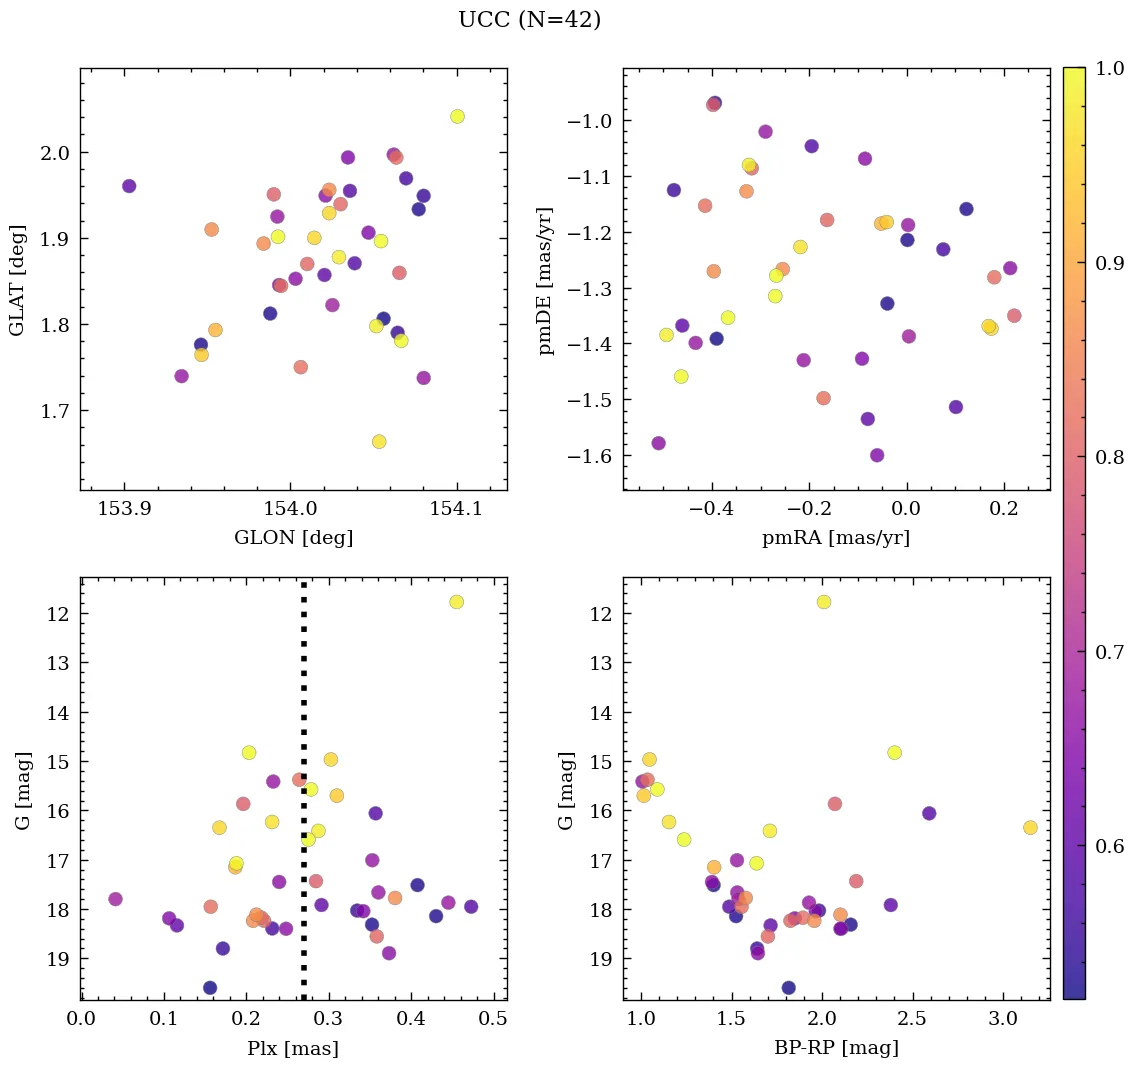 UCC (N=42)
2.0
1.9
1.8
1.7
GLAT [deg]
153.9 154.0 154.1
GLON [deg]
−1.0
−1.1
−1.2
−1.3
−1.4
−1.5
−1.6
pmDE [mas/yr]
−0.4 −0.2 0.0 0.2
pmRA [mas/yr]
12
13
14
15
16
17
18
19
G [mag]
0.0 0.1 0.2 0.3 0.4 0.5
Plx [mas]
12
13
14
15
16
17
18
19
G [mag]
1.0 1.5 2.0 2.5 3.0
BP-RP [mag]
1.0
0.9
0.8
0.7
0.6